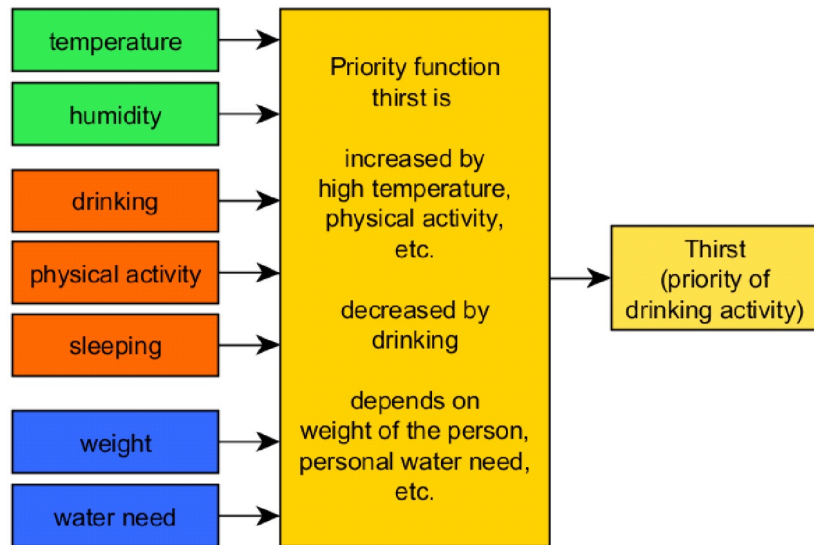 temperature
humidity
drinking
physical activity
sleeping
weight
water need
Priority function
thirst is
increased by
high temperature,
physical activity,
etc.
decreased by
drinking
depends on
weight of the person,
personal water need,
etc.
Thirst
(priority of
drinking activity)